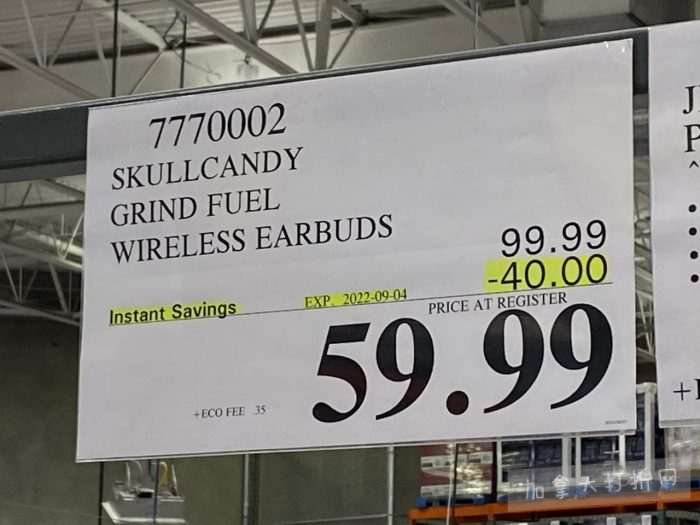 7770002
SKULLCANDY
GRIND FUEL
WIRELESS EARBUDS
99.99
-40.00
Instant Savings
EXP. 2022-09-04
PRICE AT REGISTER
59.99
+ECO FEE .35
J
P
^
•
•
•
•
+
加拿大打折网